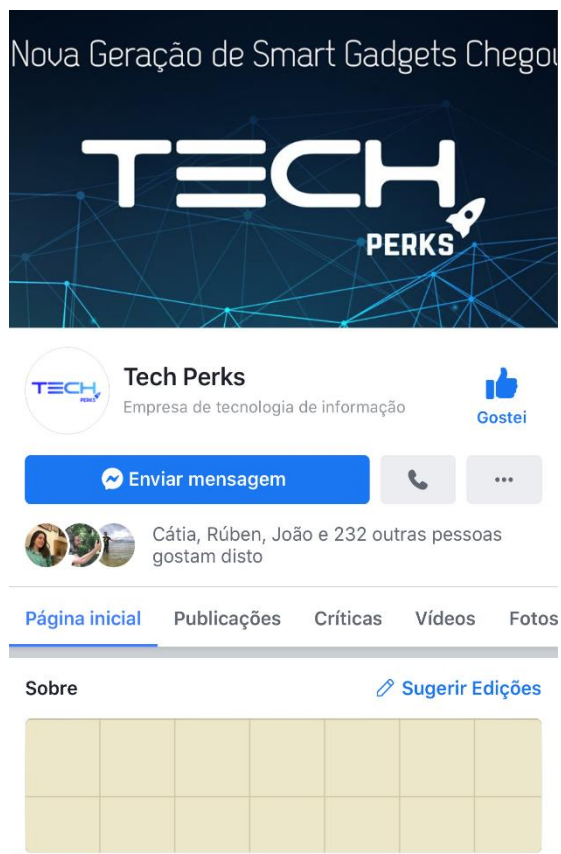 Nova Geração de Smart Gadgets Chegou
TECH
PERKS
TECH
PERKS
Tech Perks
Empresa de tecnologia de informação
Gostei
Enviar mensagem
Cátia, Rúben, João e 232 outras pessoas
gostam disto
Página inicial Publicações Críticas Vídeos Fotos
Sobre Sugerir Edições